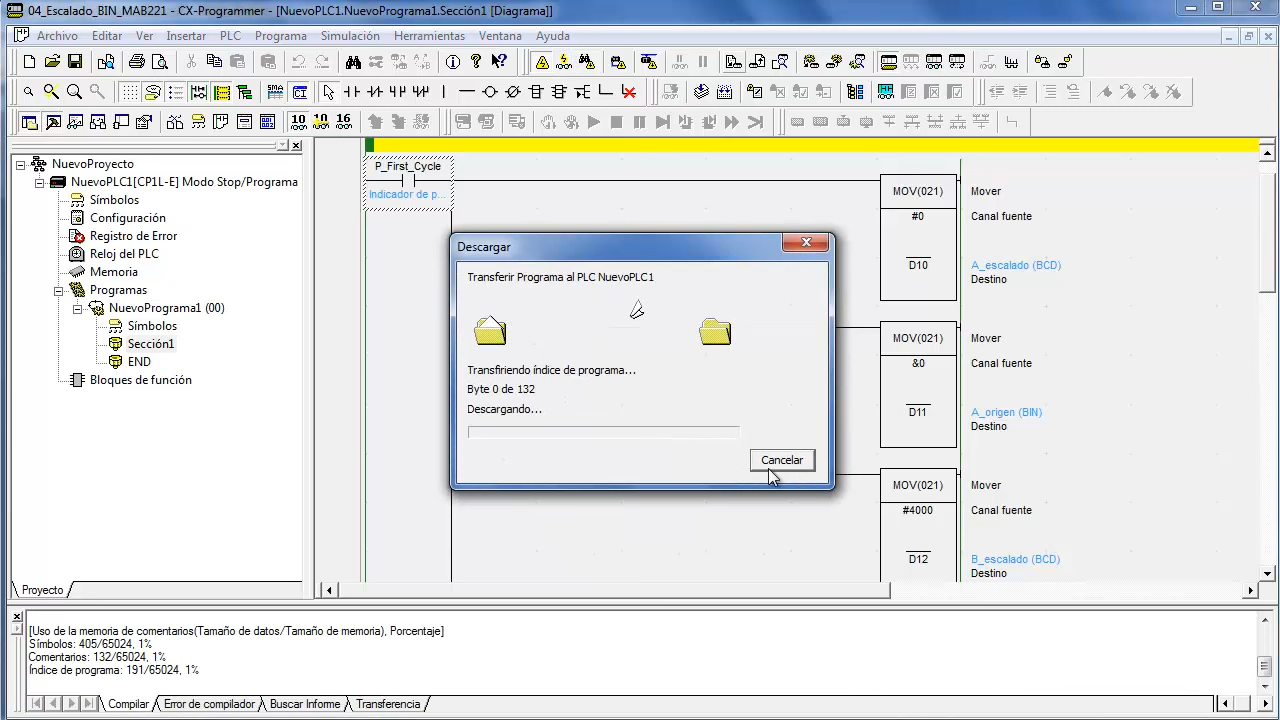 04_Escalado_BIN_MAB221 - CX-Programmer - [NuevoPLC1.NuevoPrograma1.Sección1 [Diagrama]]
Archivo Editar Ver Insertar PLC Programa Simulación Herramientas Ventana Ayuda
10 10 16
NuevoProyecto
NuevoPLC1[CP1L-E] Modo Stop/Programa
Símbolos
Configuración
Registro de Error
Reloj del PLC
Memoria
Programas
NuevoPrograma1 (00)
Símbolos
Sección1
END
Bloques de función
Proyecto
P_First_Cycle
Indicador de p...
MOV(021) Mover
#0 Canal fuente
D10 A_escalado (BCD)
Destino
MOV(021) Mover
&0 Canal fuente
D11 A_origen (BIN)
Destino
MOV(021) Mover
#4000 Canal fuente
D12 B_escalado (BCD)
Destino
Descargar
Transferir Programa al PLC NuevoPLC1
Transfiriendo índice de programa...
Byte 0 de 132
Descargando...
Cancelar
[Uso de la memoria de comentarios(Tamaño de datos/Tamaño de memoria), Porcentaje]
Símbolos: 405/65024, 1%
Comentarios: 132/65024, 1%
Índice de programa: 191/65024, 1%
Compilar Error de compilador Buscar Informe Transferencia